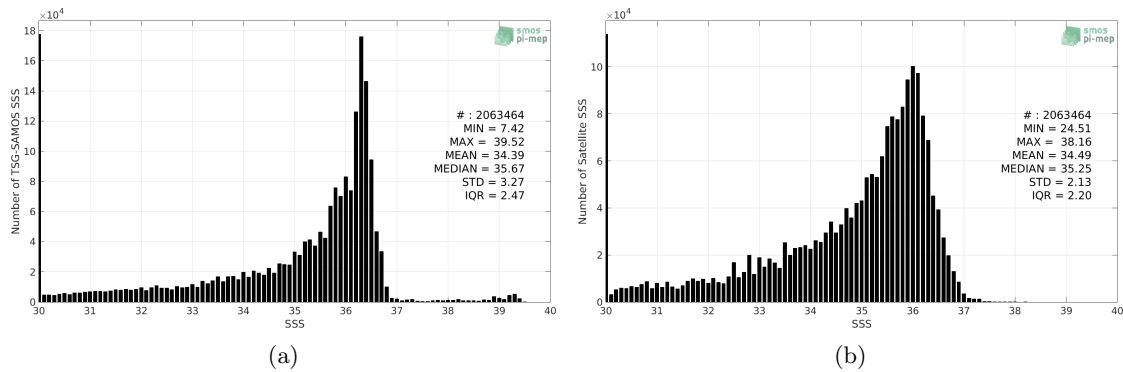 ×10⁴
18
16
14
12
10
8
6
4
2
0
Number of TSG-SAMOS SSS
smos
pi-mep
# : 2063464
MIN = 7.42
MAX = 39.52
MEAN = 34.39
MEDIAN = 35.67
STD = 3.27
IQR = 2.47
30 31 32 33 34 35 36 37 38 39 40
SSS
(a)
×10⁴
10
8
6
4
2
0
Number of Satellite SSS
smos
pi-mep
# : 2063464
MIN = 24.51
MAX = 38.16
MEAN = 34.49
MEDIAN = 35.25
STD = 2.13
IQR = 2.20
30 31 32 33 34 35 36 37 38 39 40
SSS
(b)